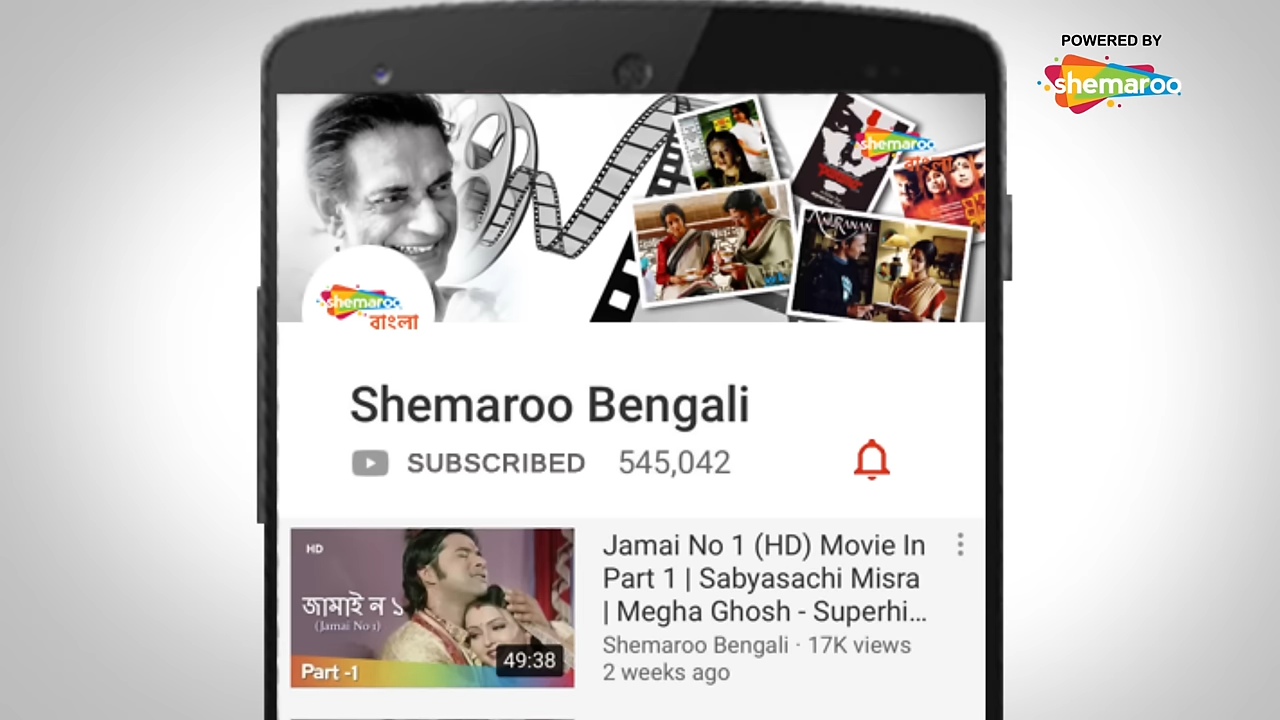 POWERED BY
shemaroo
shemaroo
বাংলা
ANURANAN
shemaroo
বাংলা
Shemaroo Bengali
SUBSCRIBED 545,042
HD
জামাই ন ১
(Jamai No 1)
Part -1
49:38
Jamai No 1 (HD) Movie In
Part 1 | Sabyasachi Misra
| Megha Ghosh - Superhi...
Shemaroo Bengali · 17K views
2 weeks ago